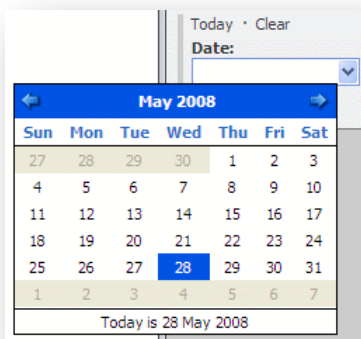 Today · Clear
Date:
May 2008
Sun Mon Tue Wed Thu Fri Sat
27 28 29 30 1 2 3
4 5 6 7 8 9 10
11 12 13 14 15 16 17
18 19 20 21 22 23 24
25 26 27 28 29 30 31
1 2 3 4 5 6 7
Today is 28 May 2008